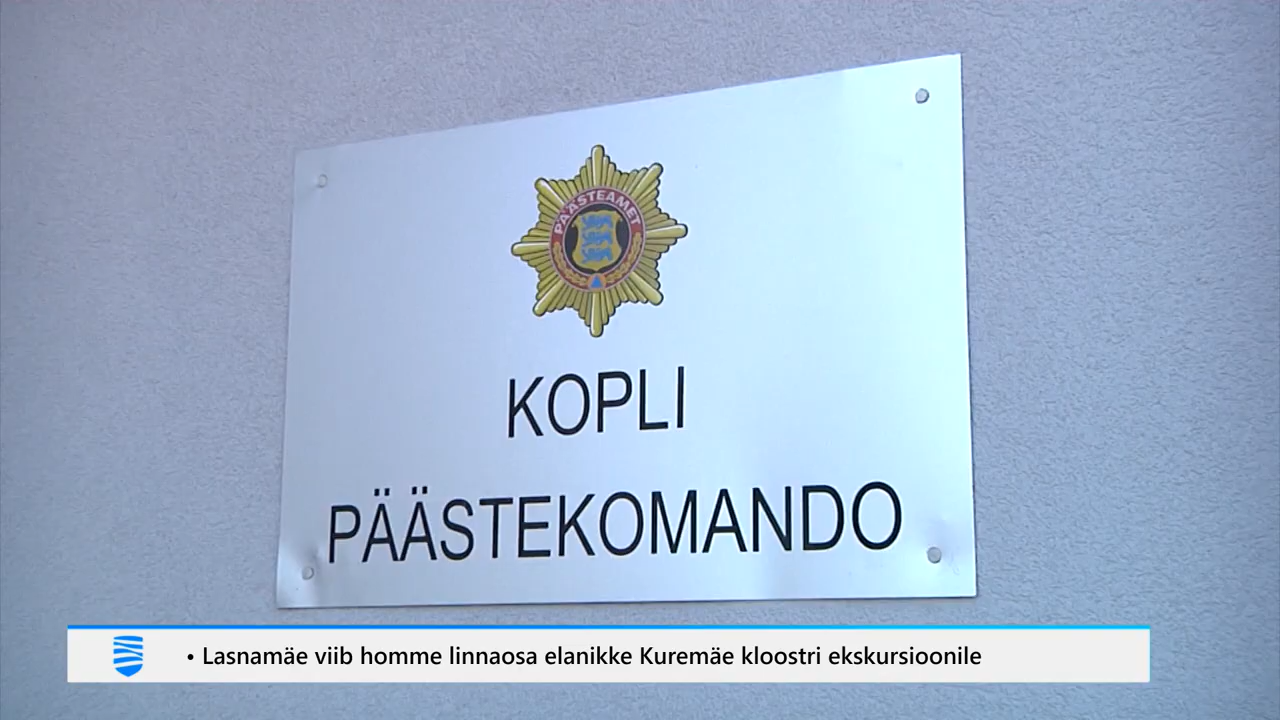 PÄÄSTEAMET
KOPLI
PÄÄSTEKOMANDO
• Lasnamäe viib homme linnaosa elanikke Kuremäe kloostri ekskursioonile